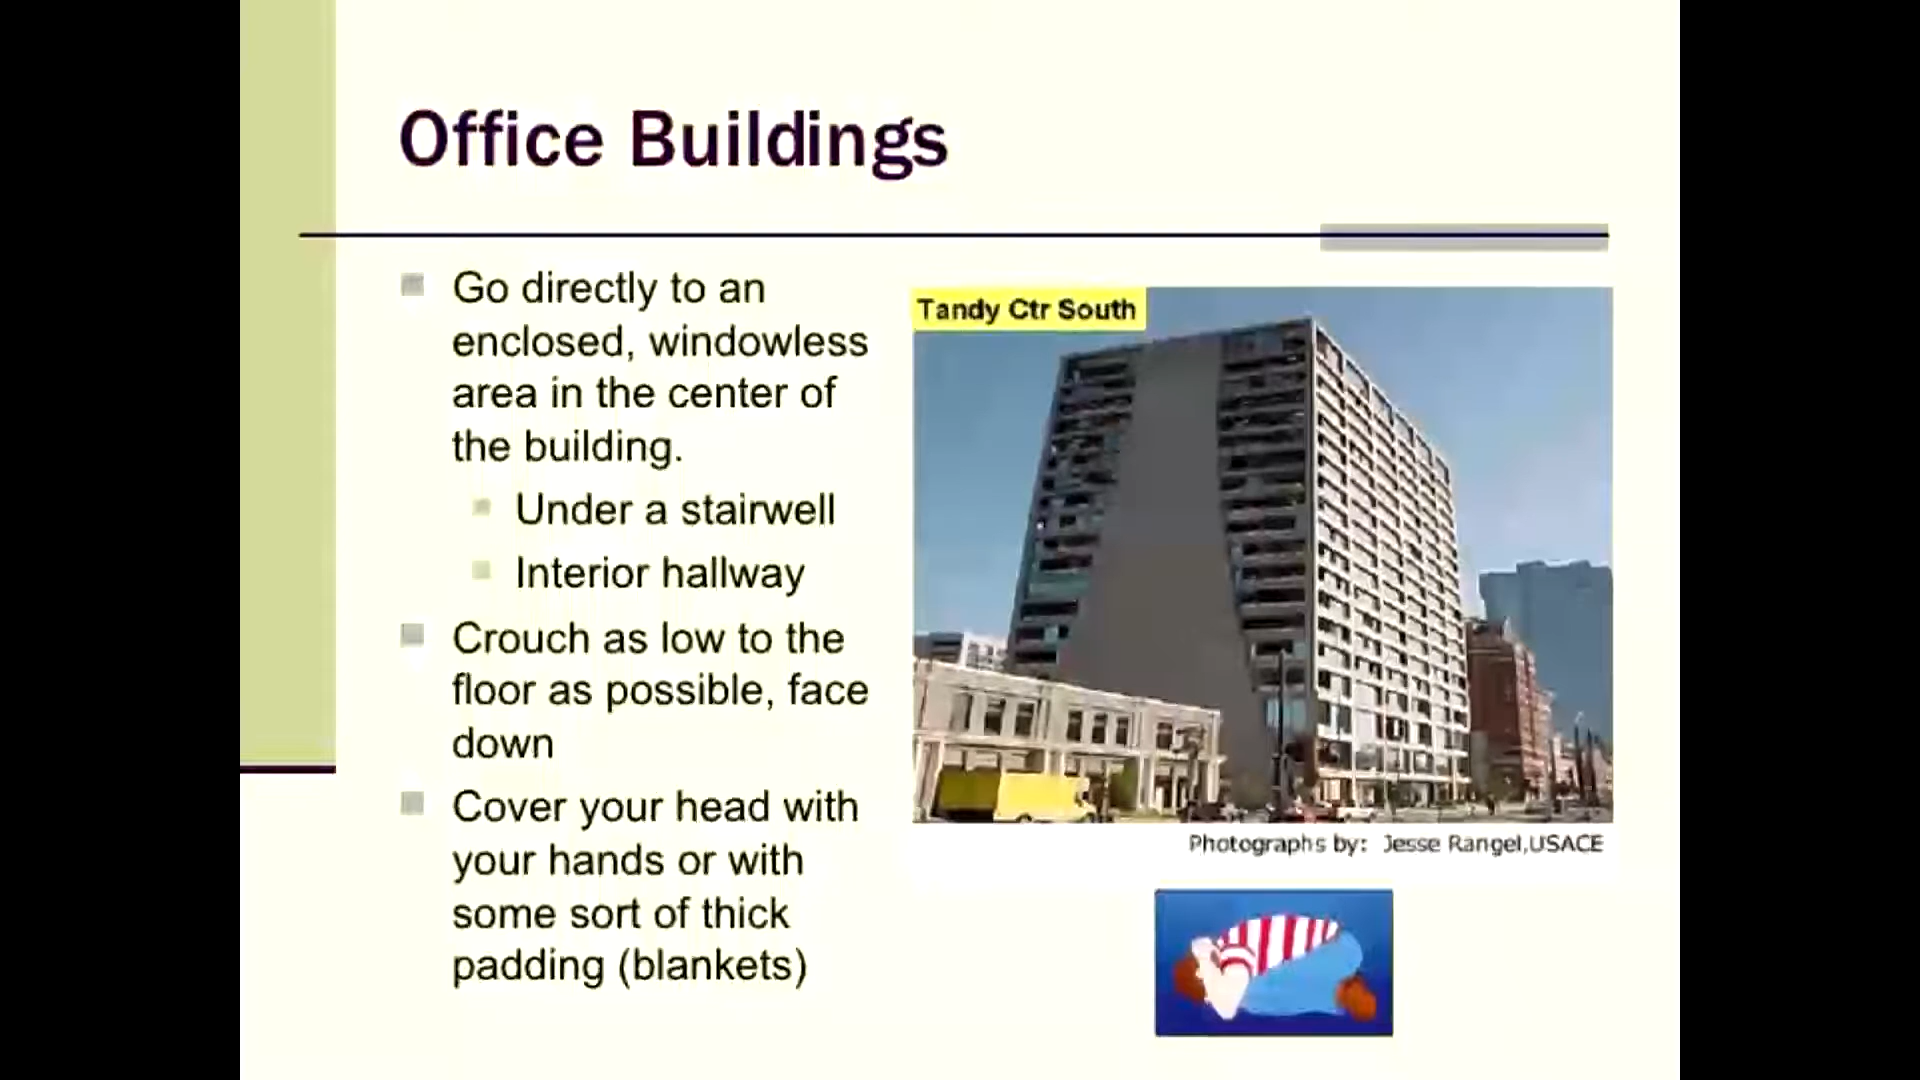 Office Buildings
Go directly to an
enclosed, windowless
area in the center of
the building.
Under a stairwell
Interior hallway
Crouch as low to the
floor as possible, face
down
Cover your head with
your hands or with
some sort of thick
padding (blankets)
Tandy Ctr South
Photographs by: Jesse Rangel,USACE